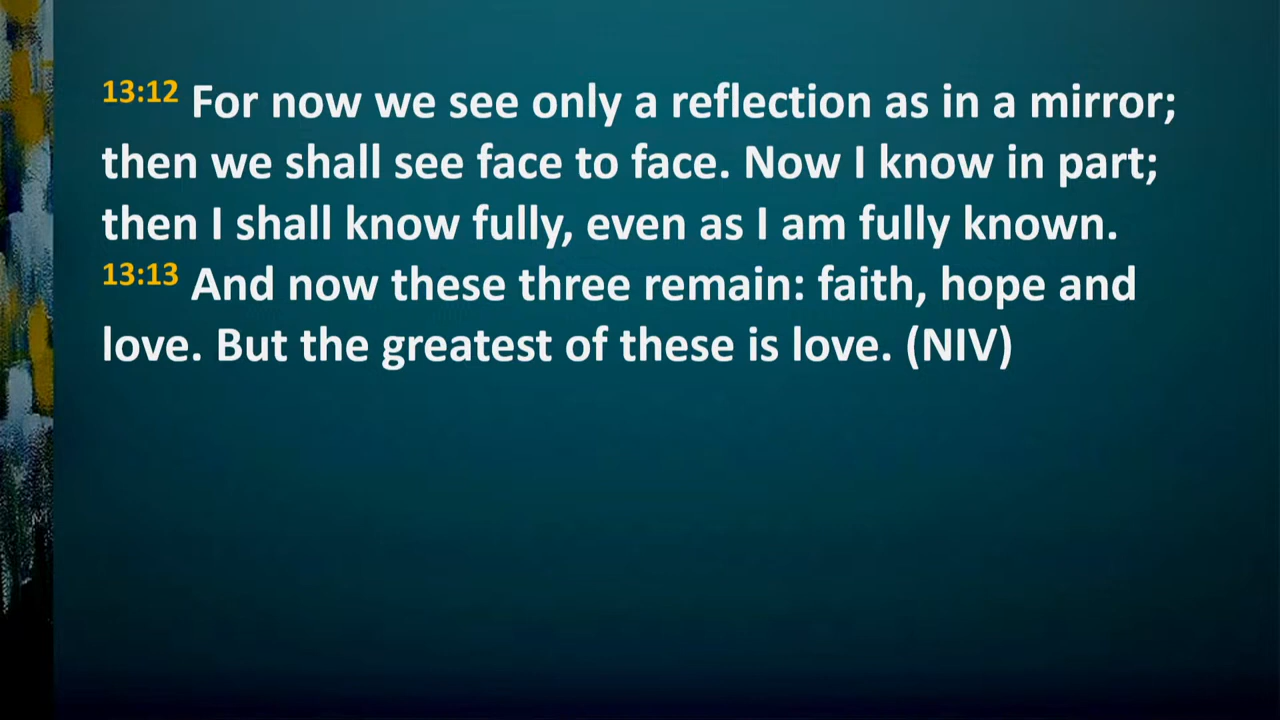 13:12 For now we see only a reflection as in a mirror;
then we shall see face to face. Now I know in part;
then I shall know fully, even as I am fully known.
13:13 And now these three remain: faith, hope and
love. But the greatest of these is love. (NIV)